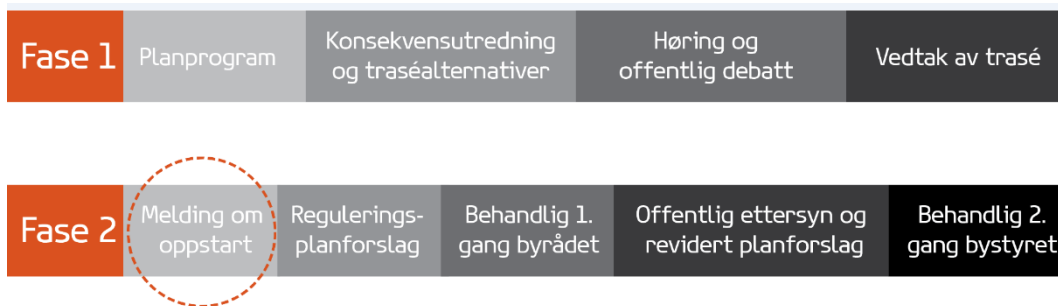 Fase 1
Planprogram
Konsekvensutredning
og traséalternativer
Høring og
offentlig debatt
Vedtak av trasé
Fase 2
Melding om
oppstart
Regulerings-
planforslag
Behandlig 1.
gang byrådet
Offentlig ettersyn og
revidert planforslag
Behandlig 2.
gang bystyret